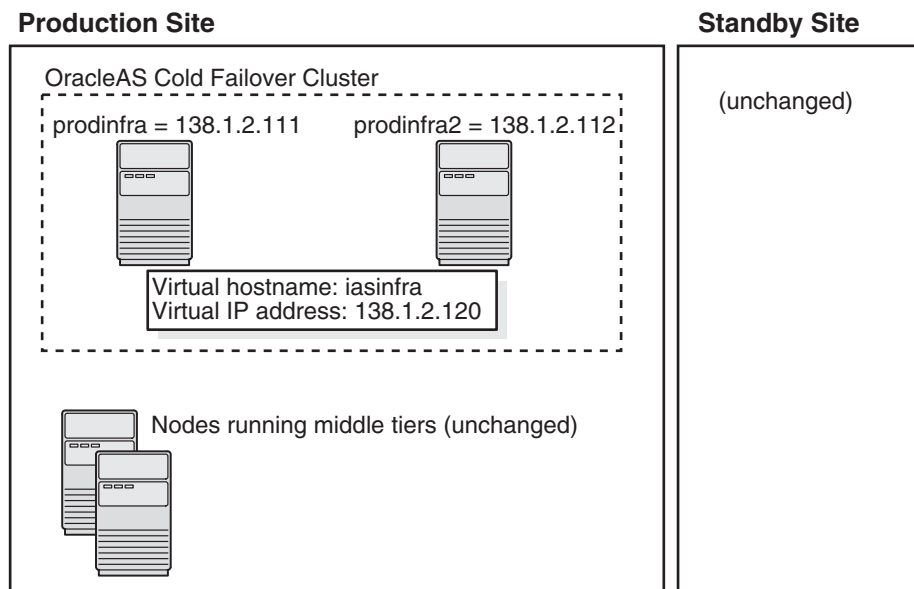 Production Site
Standby Site
OracleAS Cold Failover Cluster
(unchanged)
prodinfra = 138.1.2.111
prodinfra2 = 138.1.2.112
Virtual hostname: iasinfra
Virtual IP address: 138.1.2.120
Nodes running middle tiers (unchanged)